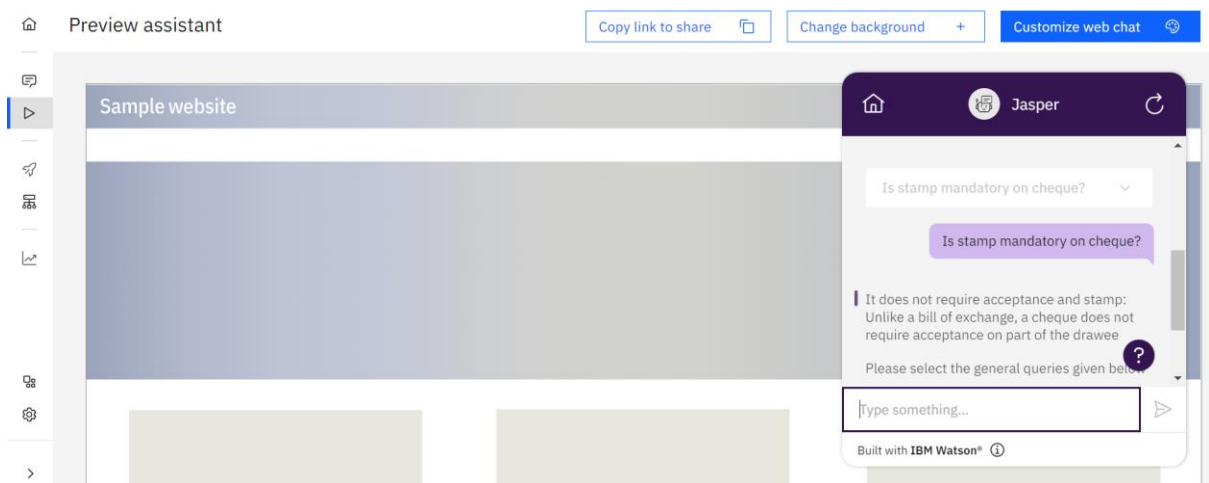 Preview assistant
Copy link to share
Change background +
Customize web chat
Sample website
Jasper
Is stamp mandatory on cheque?
Is stamp mandatory on cheque?
It does not require acceptance and stamp:
Unlike a bill of exchange, a cheque does not
require acceptance on part of the drawee
?
Please select the general queries given below
Type something...
Built with IBM Watson®